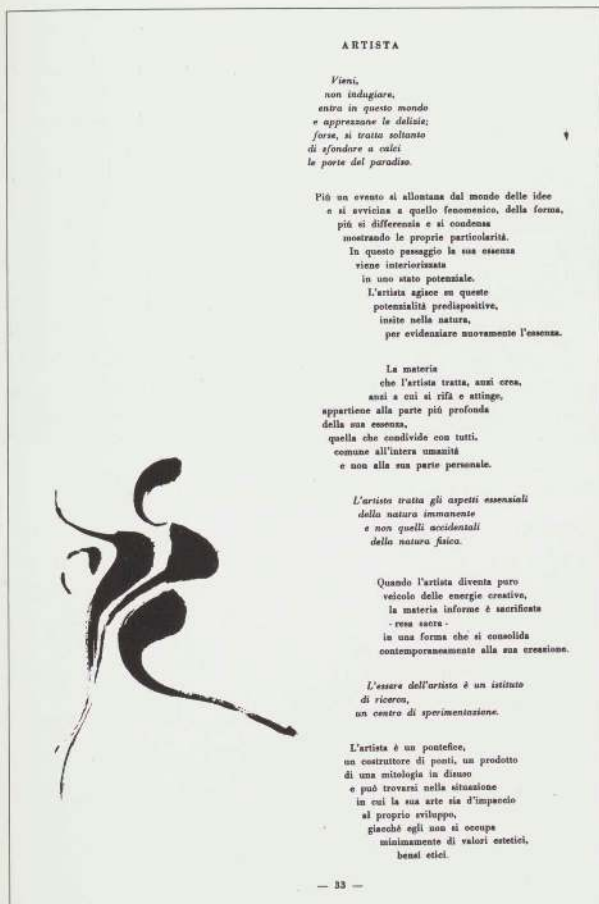 ARTISTA
Vieni,
non indugiare,
entra in questo mondo
e apprezzane le delizie;
forse, si tratta soltanto
di sfondare a calci
le porte del paradiso.
Più un evento si allontana dal mondo delle idee
e si avvicina a quello fenomenico, della forma,
più si differenzia e si condensa
mostrando le proprie particolarità.
In questo passaggio la sua essenza
viene interiorizzata
in uno stato potenziale.
L'artista agisce su queste
potenzialità predispositive,
insite nella natura,
per evidenziare nuovamente l'essenza.
La materia
che l'artista tratta, anzi crea,
anzi a cui si rifà e attinge,
appartiene alla parte più profonda
della sua essenza,
quella che condivide con tutti,
comune all'intera umanità
e non alla sua parte personale.
L'artista tratta gli aspetti essenziali
della natura immanente
e non quelli accidentali
della natura fisica.
Quando l'artista diventa puro
veicolo delle energie creative,
la materia informe è sacrificata
- resa sacra -
in una forma che si consolida
contemporaneamente alla sua creazione.
L'essere dell'artista è un istituto
di ricerca,
un centro di sperimentazione.
L'artista è un pontefice,
un costruttore di ponti, un prodotto
di una mitologia in disuso
e può trovarsi nella situazione
in cui la sua arte sia d'impaccio
al proprio sviluppo,
giacché egli non si occupa
minimamente di valori estetici,
bensì etici.
— 33 —